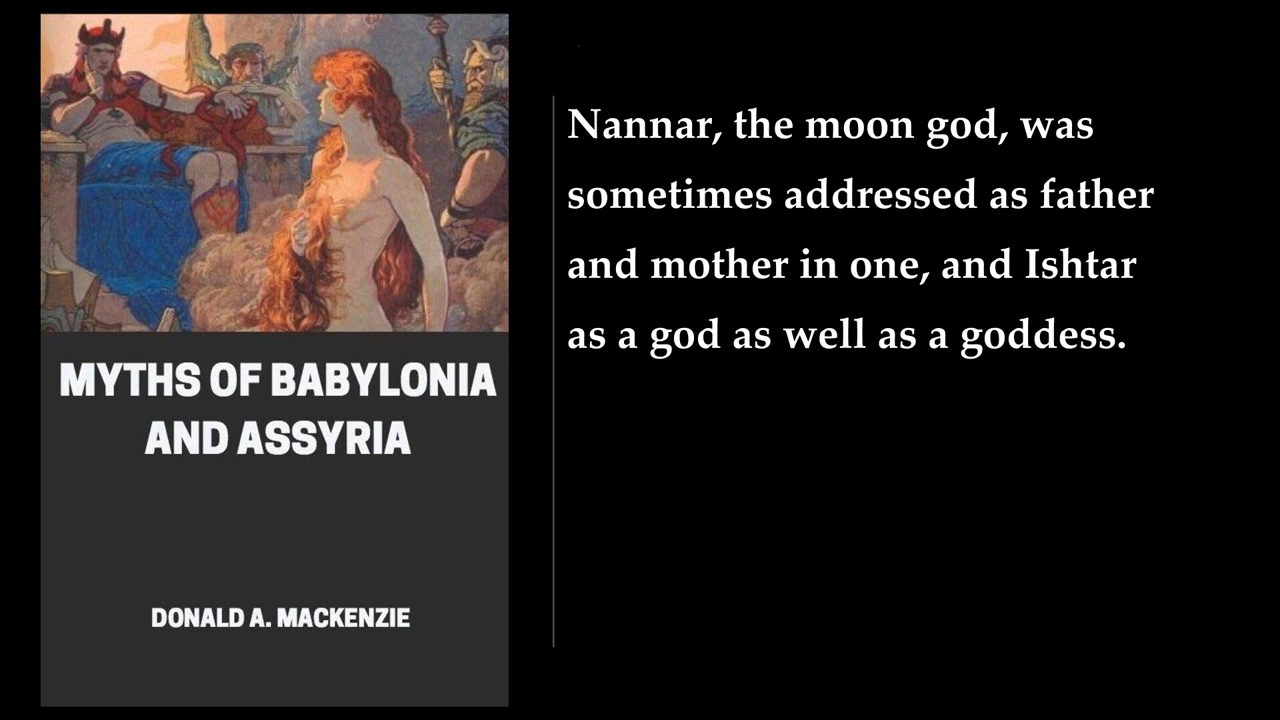 MYTHS OF BABYLONIA
AND ASSYRIA
DONALD A. MACKENZIE
Nannar, the moon god, was
sometimes addressed as father
and mother in one, and Ishtar
as a god as well as a goddess.